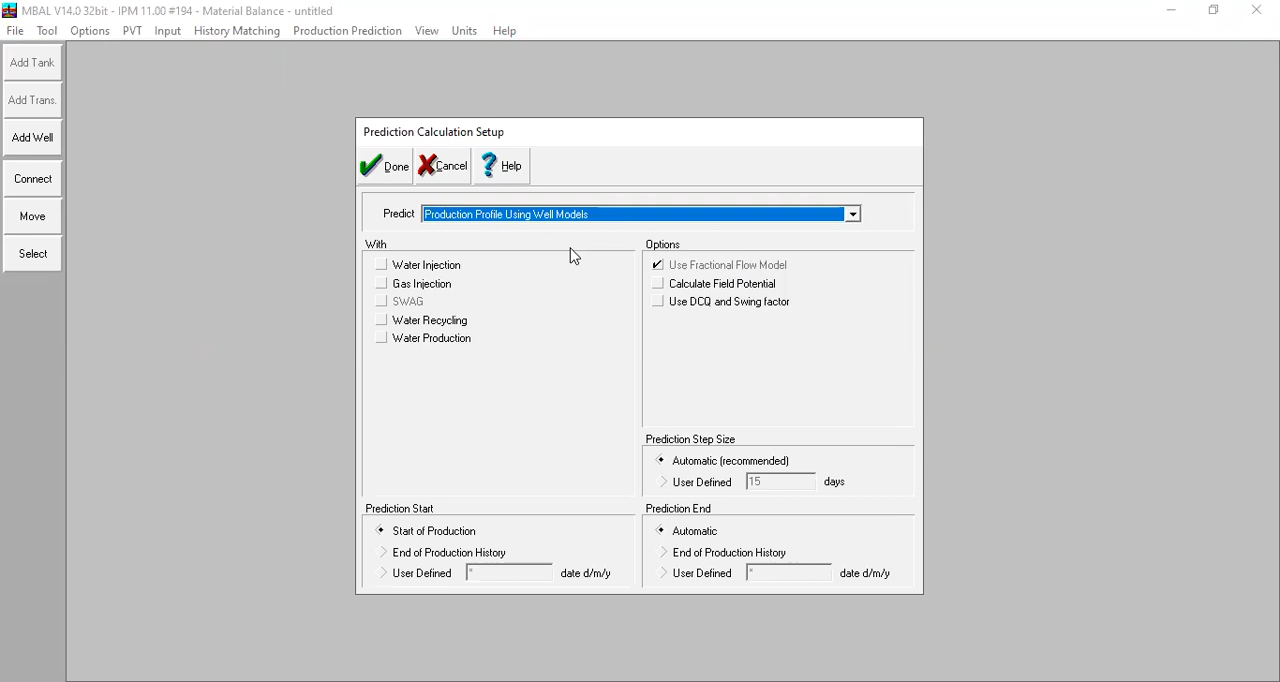 MBAL V14.0 32bit - IPM 11.00 #194 - Material Balance - untitled
File Tool Options PVT Input History Matching Production Prediction View Units Help
Add Tank
Add Trans.
Add Well
Connect
Move
Select
Prediction Calculation Setup
Done Cancel Help
Predict Production Profile Using Well Models
With
Water Injection
Gas Injection
SWAG
Water Recycling
Water Production
Options
Use Fractional Flow Model
Calculate Field Potential
Use DCQ and Swing factor
Prediction Step Size
Automatic (recommended)
User Defined 15 days
Prediction Start
Start of Production
End of Production History
User Defined * date d/m/y
Prediction End
Automatic
End of Production History
User Defined * date d/m/y